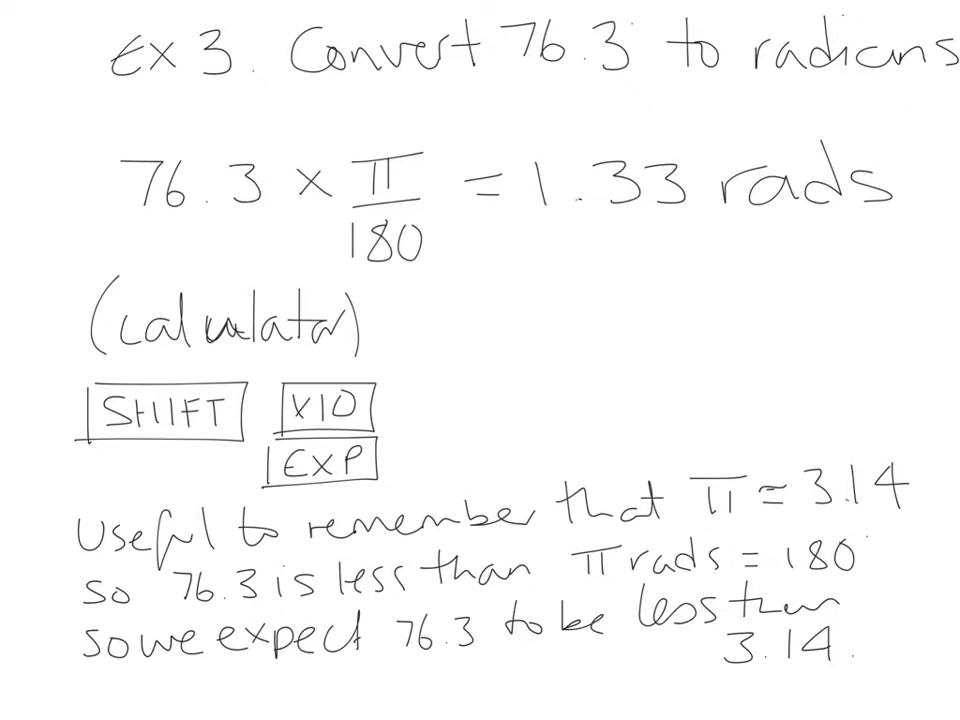 Ex 3. Convert 76.3° to radians
76.3 × π/180 = 1.33 rads
(calculator)
SHIFT ×10
EXP
useful to remember that π = 3.14
so 76.3 is less than π rads = 180°
so we expect 76.3 to be less than
3.14.